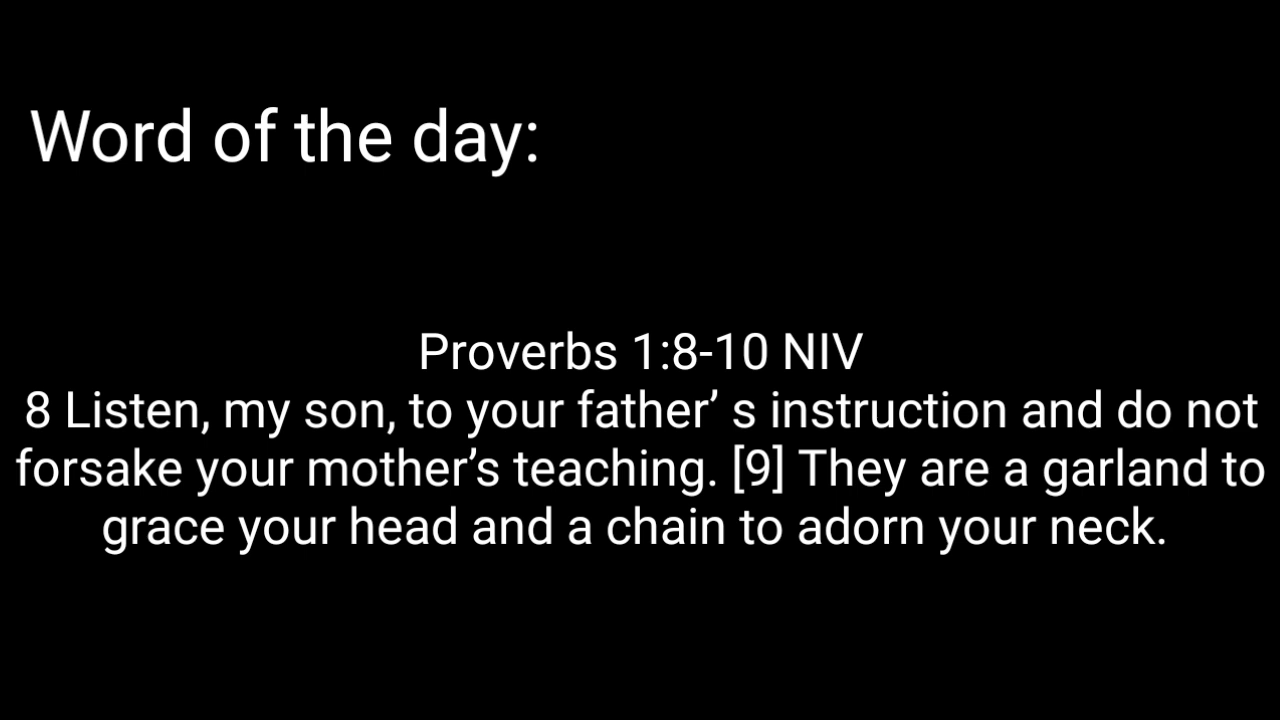 Word of the day:
Proverbs 1:8-10 NIV
8 Listen, my son, to your father’ s instruction and do not
forsake your mother’s teaching. [9] They are a garland to
grace your head and a chain to adorn your neck.